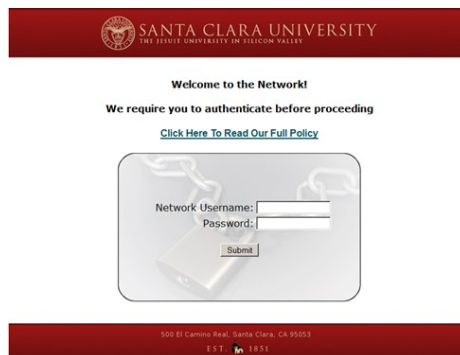 SANTA CLARA UNIVERSITY
THE JESUIT UNIVERSITY IN SILICON VALLEY
Welcome to the Network!
We require you to authenticate before proceeding
Click Here To Read Our Full Policy
Network Username:
Password:
Submit
500 El Camino Real, Santa Clara, CA 95053
EST. 1851